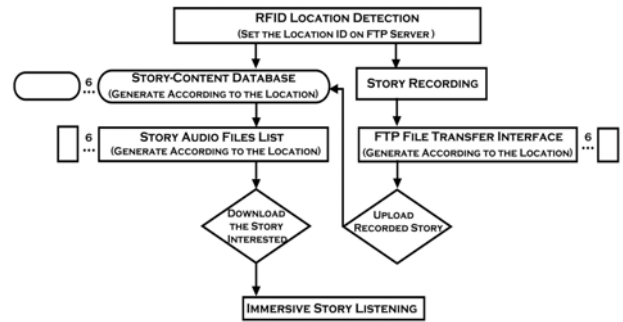 RFID LOCATION DETECTION
(SET THE LOCATION ID ON FTP SERVER)
6
...
STORY-CONTENT DATABASE
(GENERATE ACCORDING TO THE LOCATION)
STORY RECORDING
6
...
STORY AUDIO FILES LIST
(GENERATE ACCORDING TO THE LOCATION)
FTP FILE TRANSFER INTERFACE
(GENERATE ACCORDING TO THE LOCATION)
6
...
DOWNLOAD
THE STORY
INTERESTED
UPLOAD
RECORDED STORY
IMMERSIVE STORY LISTENING